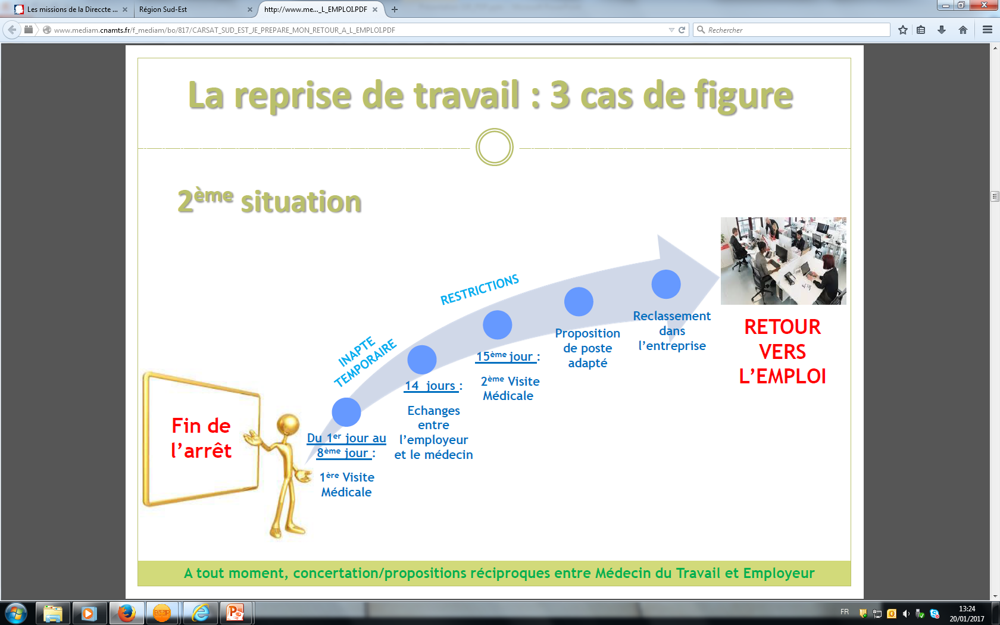 Les missions de la Direccte ...
Région Sud-Est
http://www.me..._L_EMPLOI.PDF
www.mediam.cnamts.fr/f_mediam/bo/817/CARSAT_SUD_EST_JE_PREPARE_MON_RETOUR_A_L_EMPLOI.PDF
Rechercher
La reprise de travail : 3 cas de figure
2ème situation
Fin de
l'arrêt
INAPTE
TEMPORAIRE
Du 1er jour au
8ème jour :
1ère Visite
Médicale
14 jours :
Echanges
entre
l'employeur
et le médecin
RESTRICTIONS
15ème jour :
2ème Visite
Médicale
Proposition
de poste
adapté
Reclassement
dans
l'entreprise
RETOUR
VERS
L'EMPLOI
A tout moment, concertation/propositions réciproques entre Médecin du Travail et Employeur
FR
13:24
20/01/2017